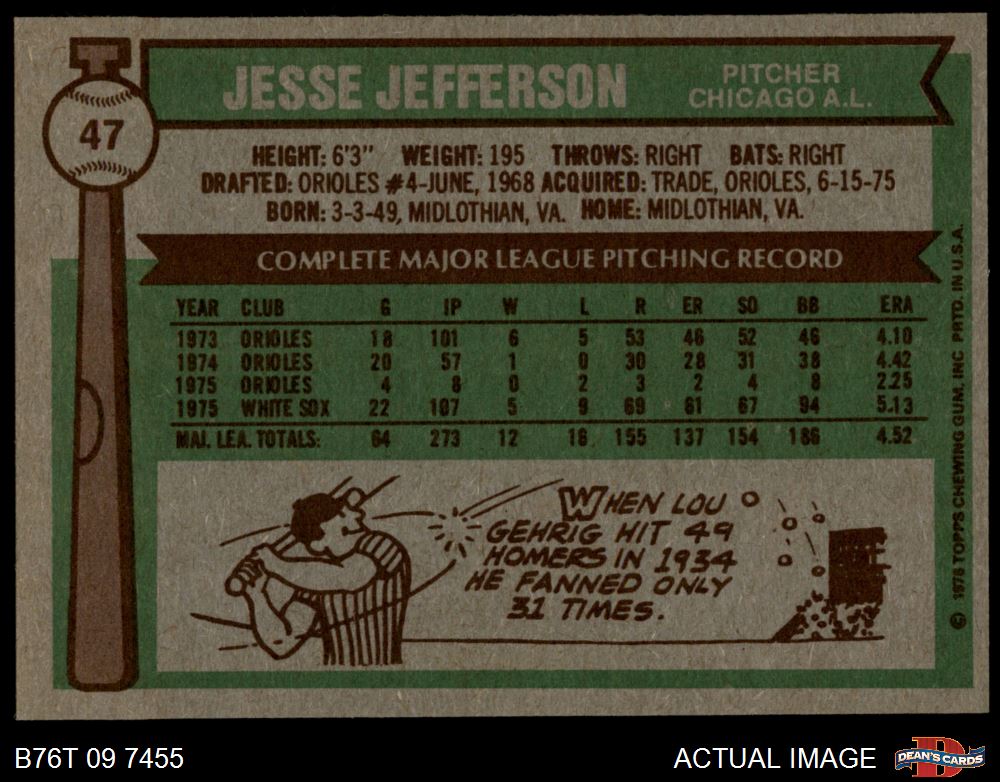 47
JESSE JEFFERSON
PITCHER
CHICAGO A.L.
HEIGHT: 6'3" WEIGHT: 195 THROWS: RIGHT BATS: RIGHT
DRAFTED: ORIOLES #4-JUNE, 1968 ACQUIRED: TRADE, ORIOLES, 6-15-75
BORN: 3-3-49, MIDLOTHIAN, VA. HOME: MIDLOTHIAN, VA.
COMPLETE MAJOR LEAGUE PITCHING RECORD
YEAR CLUB G IP W L R ER SO BB ERA
1973 ORIOLES 18 101 6 5 53 46 52 46 4.10
1974 ORIOLES 20 57 1 0 30 28 31 38 4.42
1975 ORIOLES 4 8 0 2 3 2 4 8 2.25
1975 WHITE SOX 22 107 5 9 69 61 67 94 5.13
MAJ. LEA. TOTALS: 64 273 12 16 155 137 154 186 4.52
WHEN LOU
GEHRIG HIT 49
HOMERS IN 1934
HE FANNED ONLY
31 TIMES.
© 1976 TOPPS CHEWING GUM, INC PRTD. IN U.S.A.
B76T 09 7455
ACTUAL IMAGE
D
DEAN'S CARDS